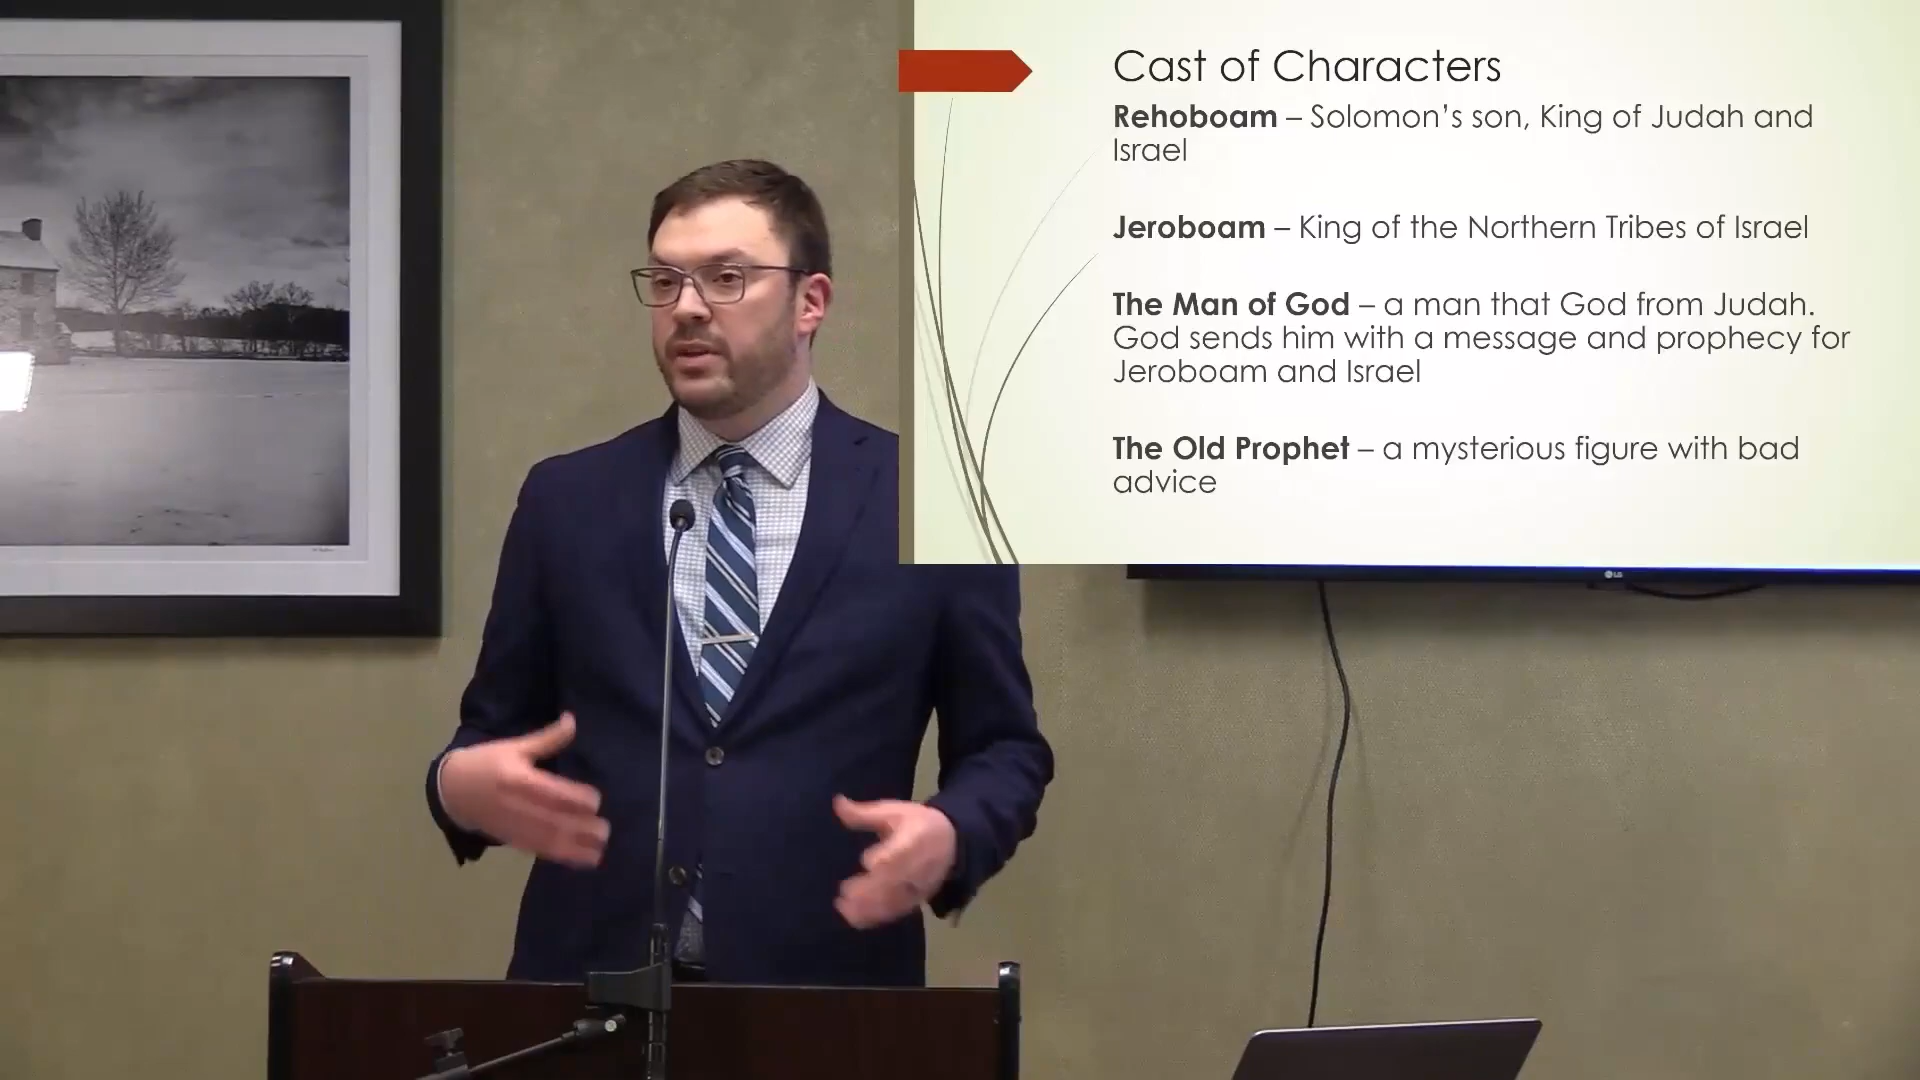 Cast of Characters
Rehoboam – Solomon’s son, King of Judah and
Israel
Jeroboam – King of the Northern Tribes of Israel
The Man of God – a man that God from Judah.
God sends him with a message and prophecy for
Jeroboam and Israel
The Old Prophet – a mysterious figure with bad
advice
LG